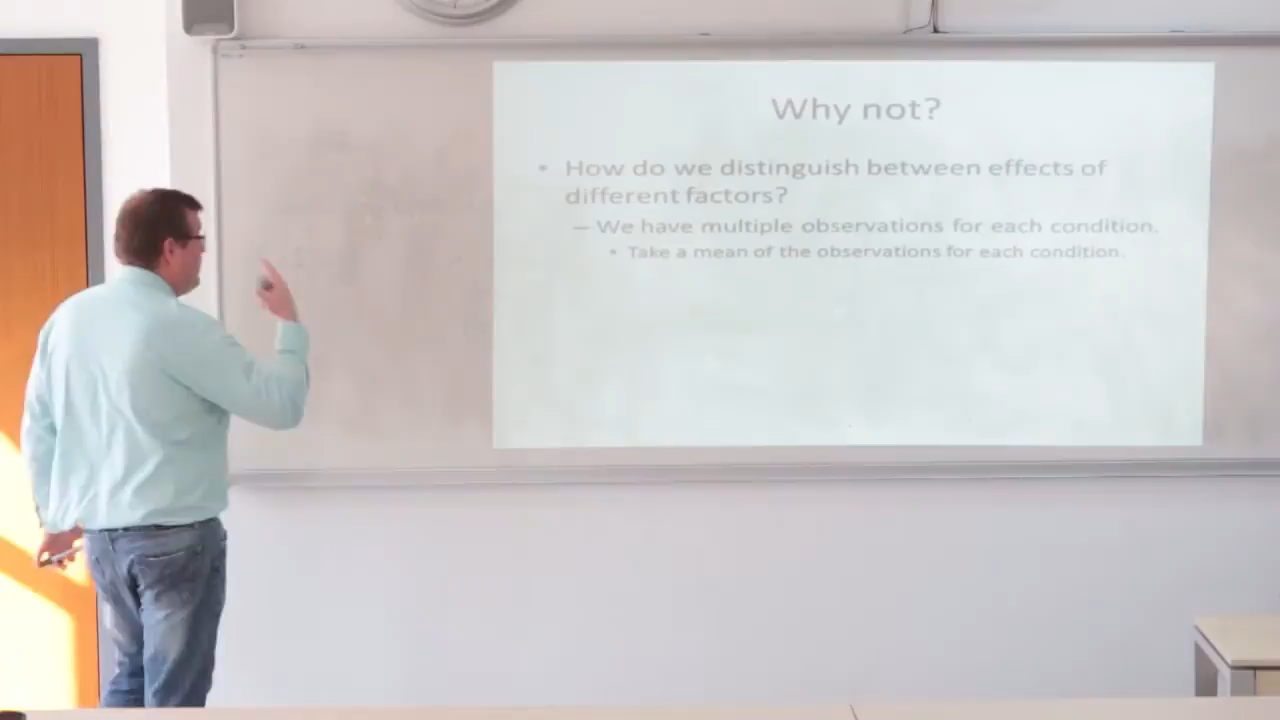 Why not?
• How do we distinguish between effects of
different factors?
– We have multiple observations for each condition.
• Take a mean of the observations for each condition.